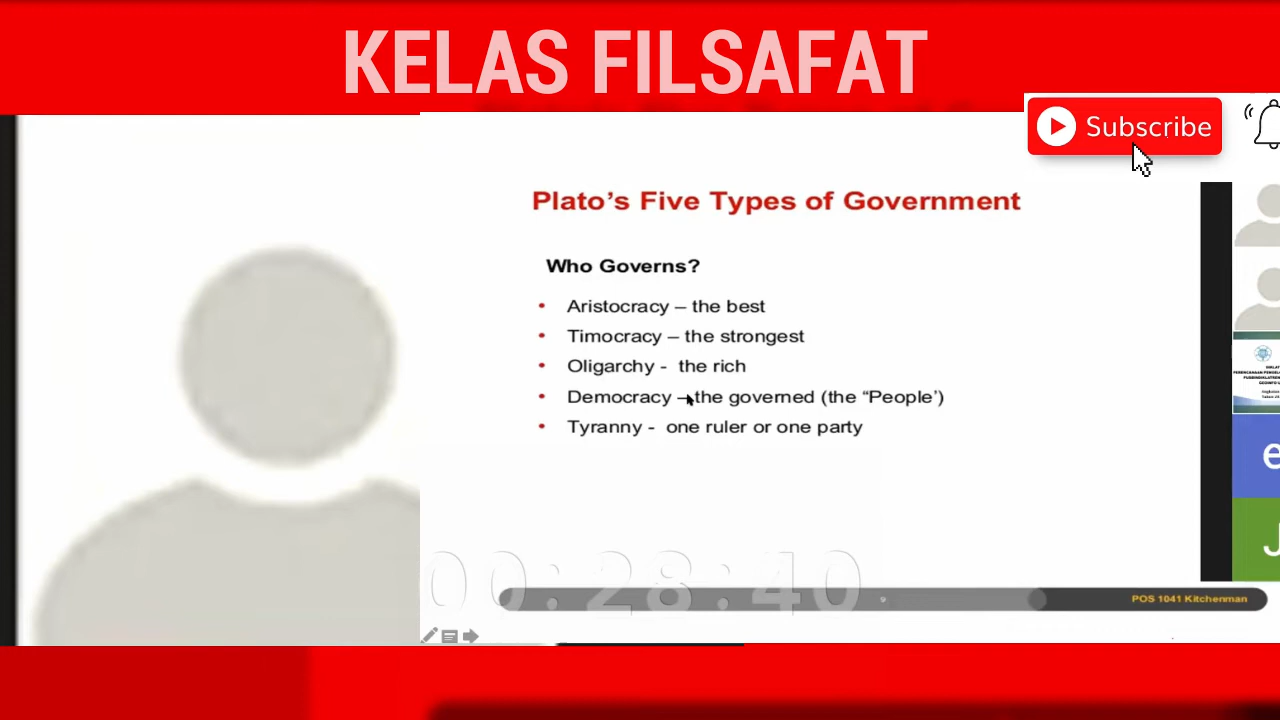 KELAS FILSAFAT
Subscribe
Plato’s Five Types of Government
Who Governs?
• Aristocracy – the best
• Timocracy – the strongest
• Oligarchy - the rich
• Democracy – the governed (the “People’)
• Tyranny - one ruler or one party
e
J
00:28:40
9
POS 1041 Kitchenman